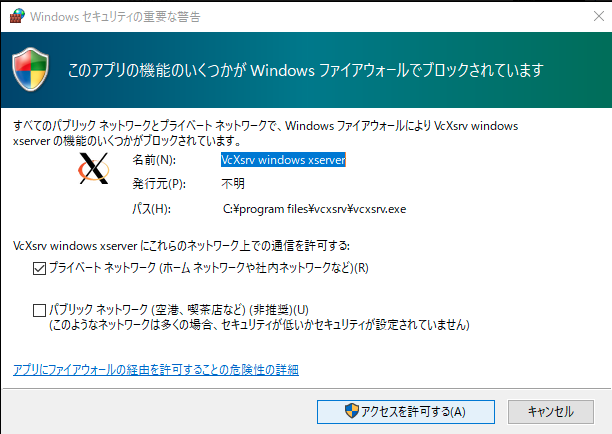 Windows セキュリティの重要な警告
このアプリの機能のいくつかが Windows ファイアウォールでブロックされています
すべてのパブリック ネットワークとプライベート ネットワークで、Windows ファイアウォールにより VcXsrv windows
xserver の機能のいくつかがブロックされています。
名前(N): VcXsrv windows xserver
発行元(P): 不明
パス(H): C:¥program files¥vcxsrv¥vcxsrv.exe
VcXsrv windows xserver にこれらのネットワーク上での通信を許可する:
プライベート ネットワーク (ホーム ネットワークや社内ネットワークなど)(R)
パブリック ネットワーク (空港、喫茶店など) (非推奨)(U)
(このようなネットワークは多くの場合、セキュリティが低いかセキュリティが設定されていません)
アプリにファイアウォールの経由を許可することの危険性の詳細
アクセスを許可する(A) キャンセル